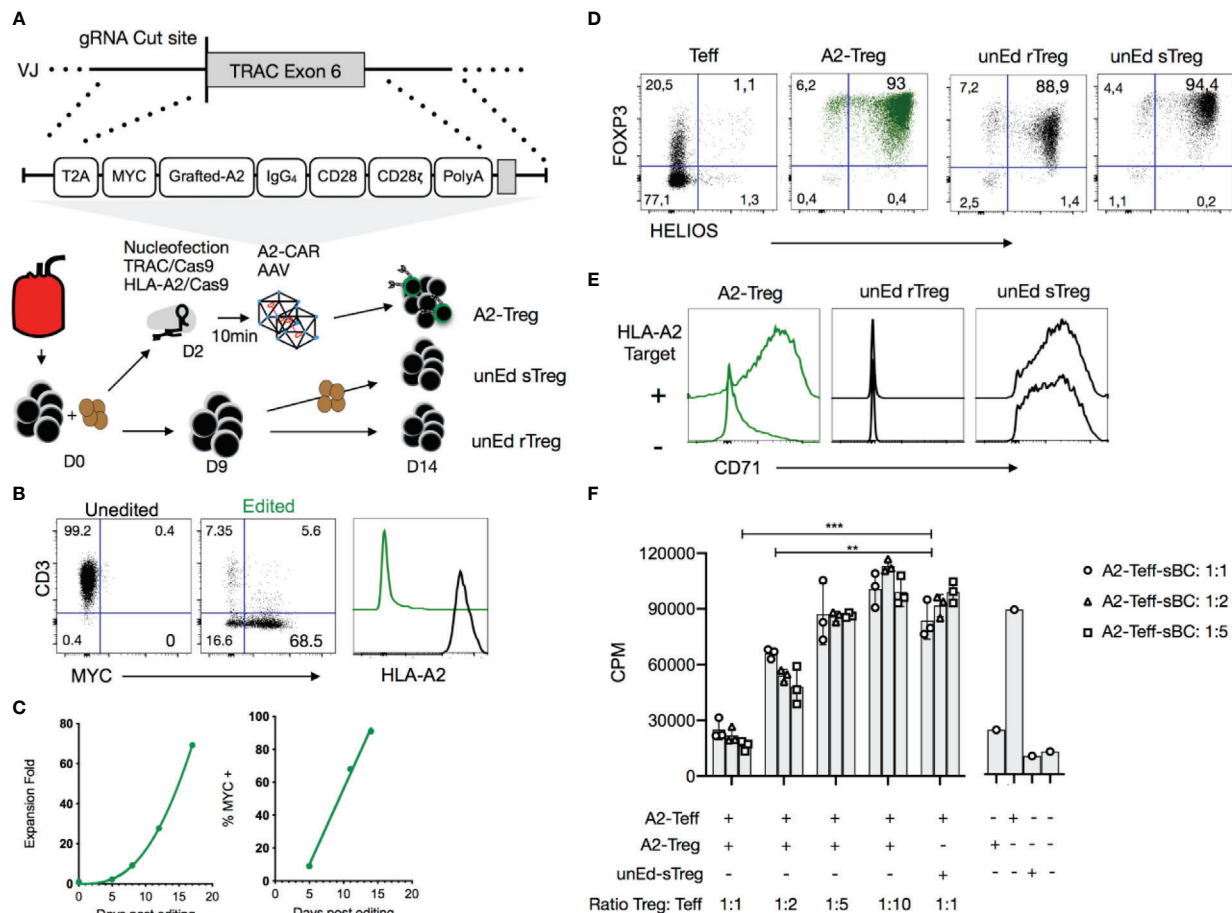 A
gRNA Cut site
VJ
TRAC Exon 6
T2A MYC Grafted-A2 IgG4 CD28 CD28ζ PolyA
Nucleofection
TRAC/Cas9
HLA-A2/Cas9
A2-CAR
AAV
10min
D2
A2-Treg
unEd sTreg
unEd rTreg
+
D0 D9 D14
B
Unedited Edited
99.2 0.4 7.35 5.6
CD3
0.4 0 16.6 68.5
MYC HLA-A2
C
80
60
40
20
0
Expansion Fold
0 5 10 15 20
Days post editing
100
80
60
40
20
0
% MYC +
0 5 10 15 20
Days post editing
D
Teff A2-Treg unEd rTreg unEd sTreg
20,5 1,1 6,2 93 7,2 88,9 4,4 94,4
FOXP3
77,1 1,3 0,4 0,4 2,5 1,4 1,1 0,2
HELIOS
E
A2-Treg unEd rTreg unEd sTreg
HLA-A2
Target
+
-
CD71
F
***
**
120000
90000
60000
30000
0
CPM
A2-Teff-sBC: 1:1
A2-Teff-sBC: 1:2
A2-Teff-sBC: 1:5
A2-Teff + + + + + - + - -
A2-Treg + + + + - + - - -
unEd-sTreg - - - - + - - + -
Ratio Treg: Teff 1:1 1:2 1:5 1:10 1:1